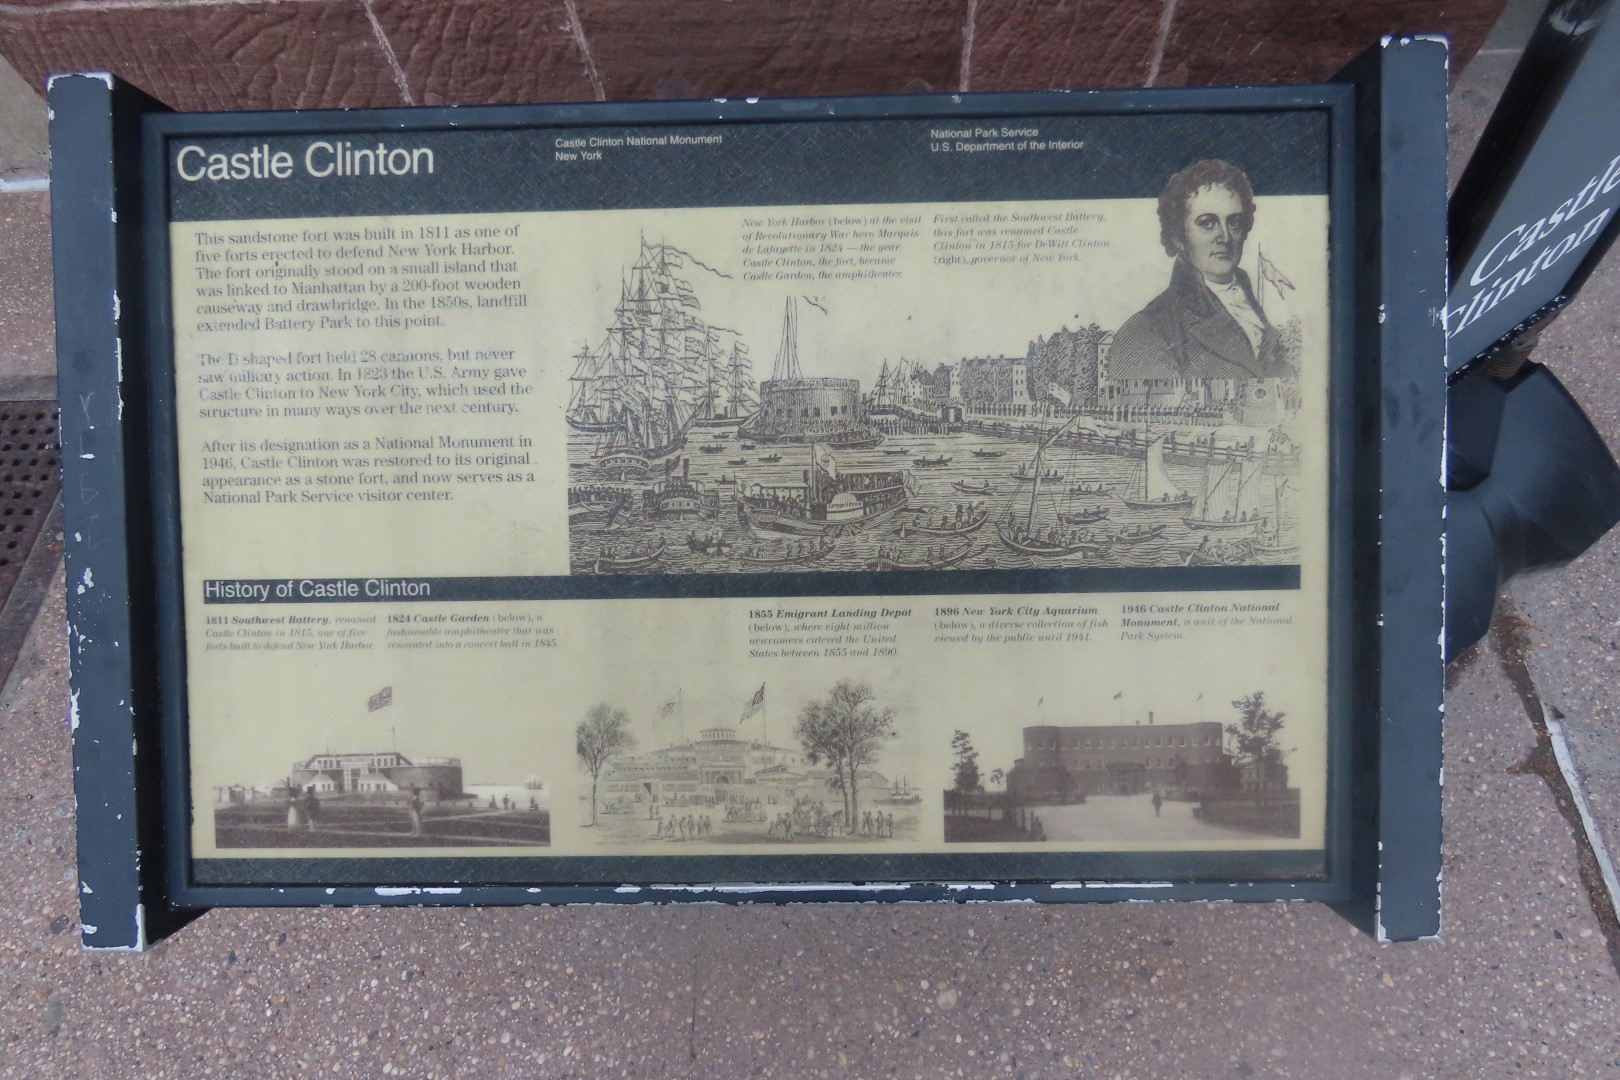 Castle Clinton
Castle Clinton National Monument
New York
National Park Service
U.S. Department of the Interior
This sandstone fort was built in 1811 as one of
five forts erected to defend New York Harbor.
The fort originally stood on a small island that
was linked to Manhattan by a 200-foot wooden
causeway and drawbridge. In the 1850s, landfill
extended Battery Park to this point.
The D shaped fort held 28 cannons, but never
saw military action. In 1823 the U.S. Army gave
Castle Clinton to New York City, which used the
structure in many ways over the next century.
After its designation as a National Monument in
1946, Castle Clinton was restored to its original
appearance as a stone fort, and now serves as a
National Park Service visitor center.
New York Harbor (below) at the visit
of Revolutionary War hero Marquis
de Lafayette in 1824 — the year
Castle Clinton, the fort, became
Castle Garden, the amphitheater.
First called the Southwest Battery,
this fort was renamed Castle
Clinton in 1815 for DeWitt Clinton
(right), governor of New York.
History of Castle Clinton
1811 Southwest Battery, renamed
Castle Clinton in 1815, one of five
forts built to defend New York Harbor.
1824 Castle Garden (below), a
fashionable amphitheater that was
renovated into a concert hall in 1845.
1855 Emigrant Landing Depot
(below), where eight million
newcomers entered the United
States between 1855 and 1890.
1896 New York City Aquarium
(below), a diverse collection of fish
viewed by the public until 1941.
1946 Castle Clinton National
Monument, a unit of the National
Park System.
Castle
Clinton
Clinton